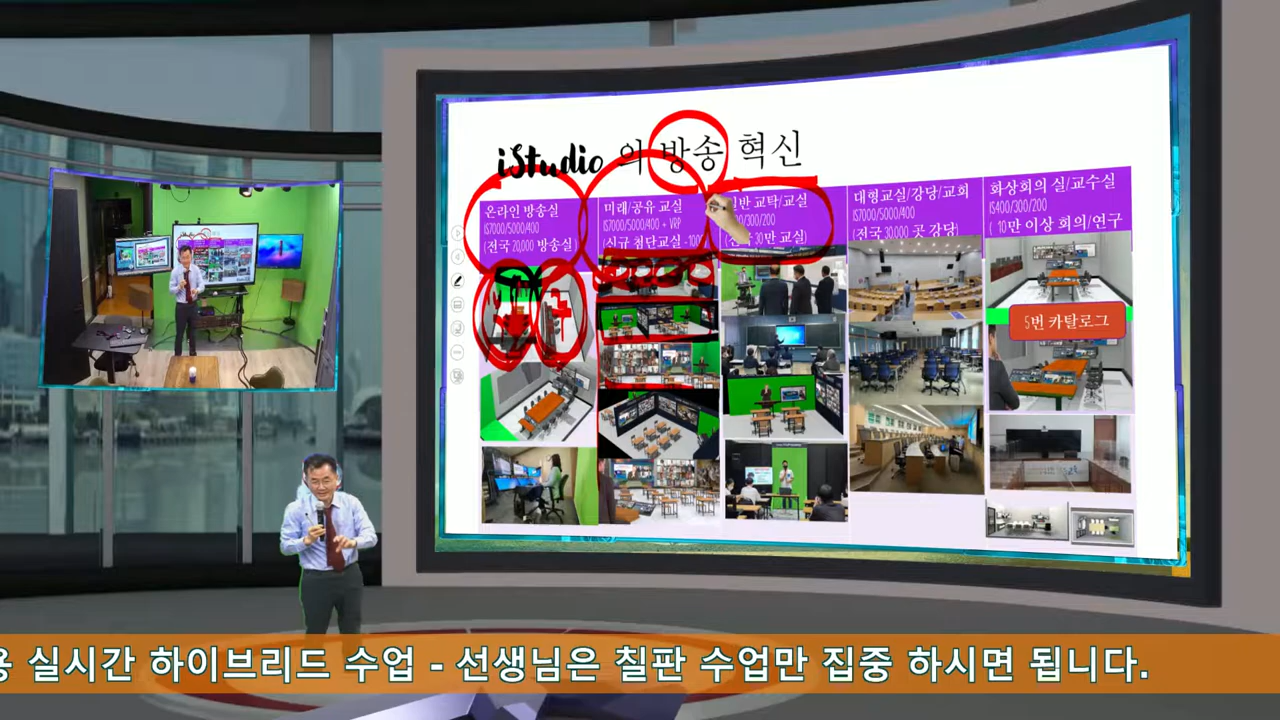 iStudio 의 방송 혁신
온라인 방송실
IS7000/5000/400
(전국 20,000 방송실)
미래/공유 교실
IS7000/5000/400 + VRP
(신규 첨단교실 - 100
일반 교탁/교실
/300/200
30만 교실)
대형교실/강당/교회
IS7000/5000/400
(전국 30,000 곳 강당)
화상회의 실/교수실
IS400/300/200
( 10만 이상 회의/연구
5번 카탈로그
실시간 하이브리드 수업 - 선생님은 칠판 수업만 집중 하시면 됩니다.